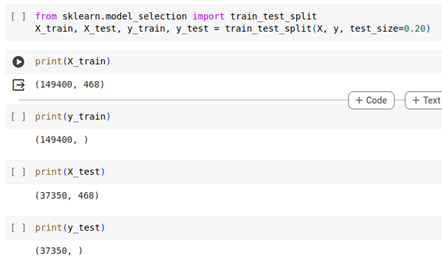 [ ] from sklearn.model_selection import train_test_split
X_train, X_test, y_train, y_test = train_test_split(X, y, test_size=0.20)
print(X_train)
(149400, 468)
+ Code + Text
[ ] print(y_train)
(149400, )
[ ] print(X_test)
(37350, 468)
[ ] print(y_test)
(37350, )